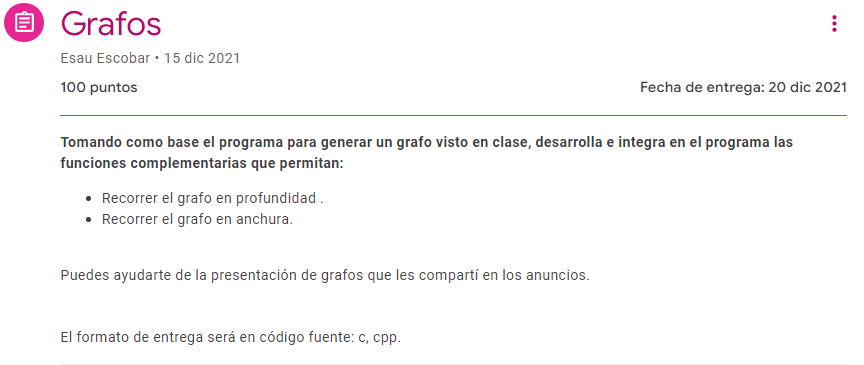 Grafos
Esau Escobar • 15 dic 2021
100 puntos
Fecha de entrega: 20 dic 2021
Tomando como base el programa para generar un grafo visto en clase, desarrolla e integra en el programa las
funciones complementarias que permitan:
• Recorrer el grafo en profundidad .
• Recorrer el grafo en anchura.
Puedes ayudarte de la presentación de grafos que les compartí en los anuncios.
El formato de entrega será en código fuente: c, cpp.